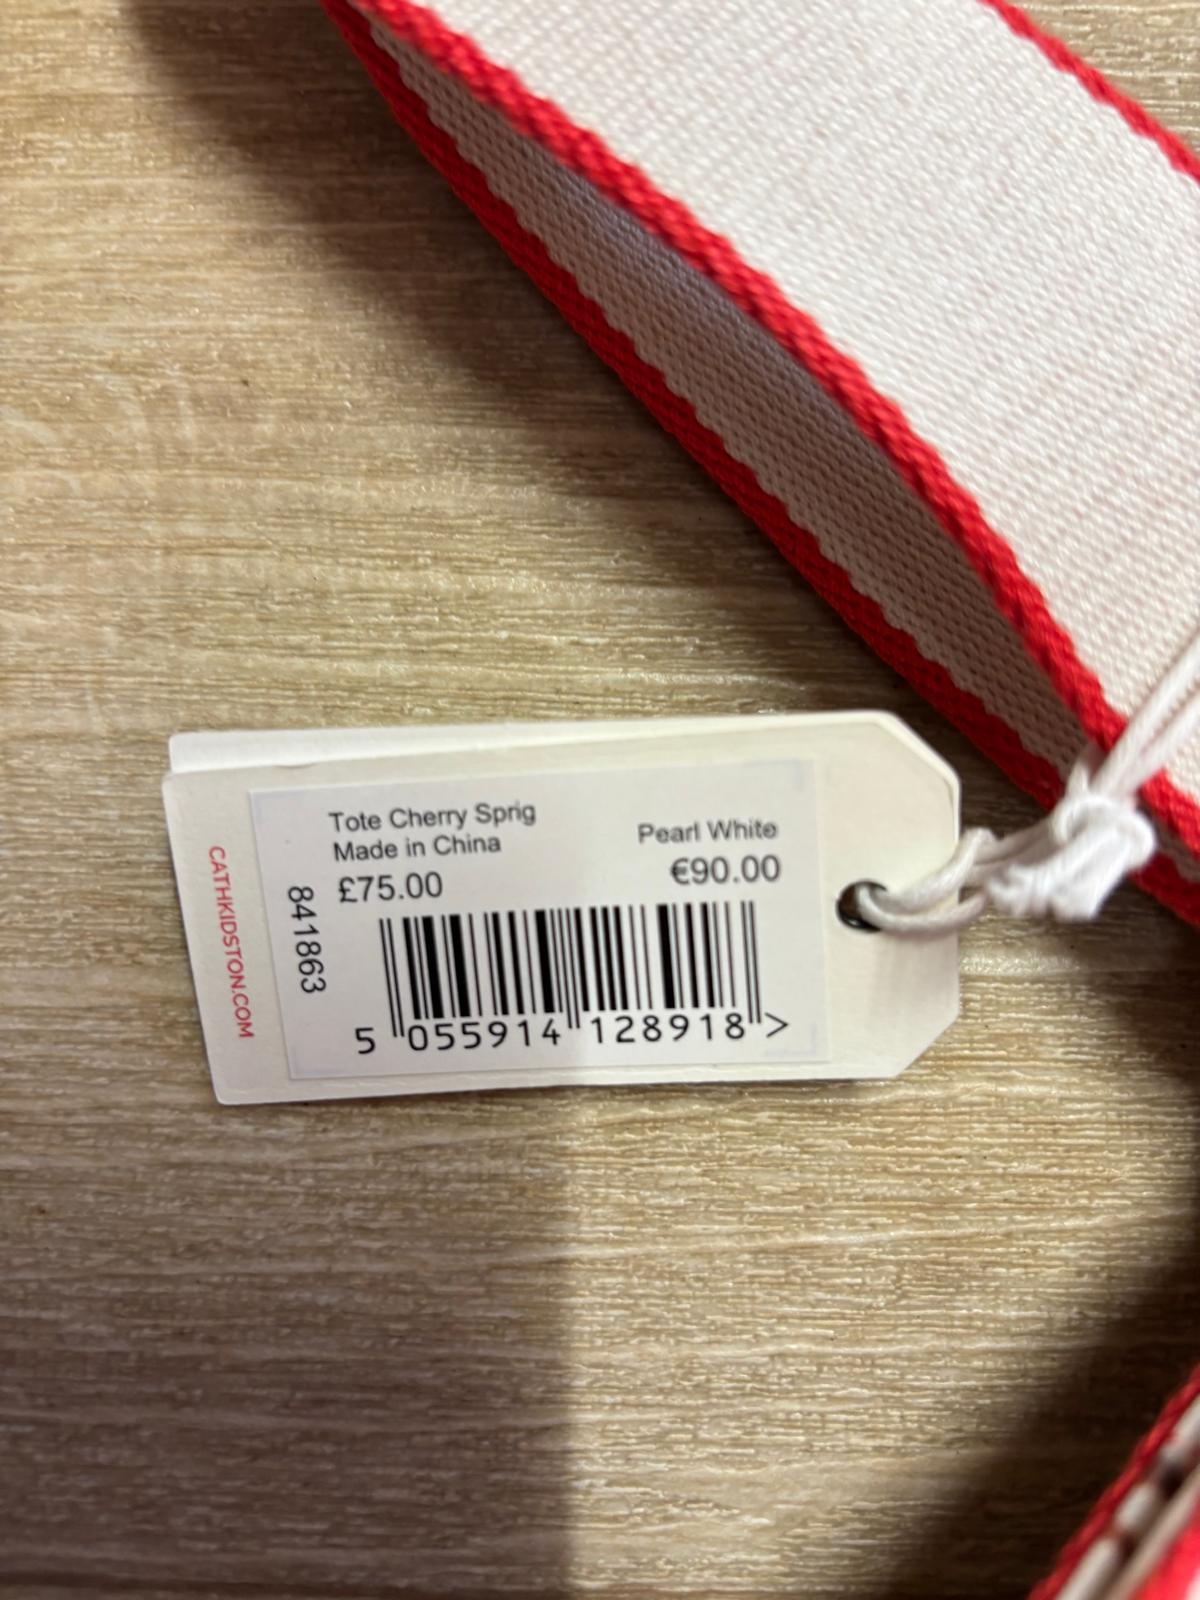 Tote Cherry Sprig
Made in China
Pearl White
£75.00
€90.00
841863
CATHKIDSTON.COM
5 055914 128918 >